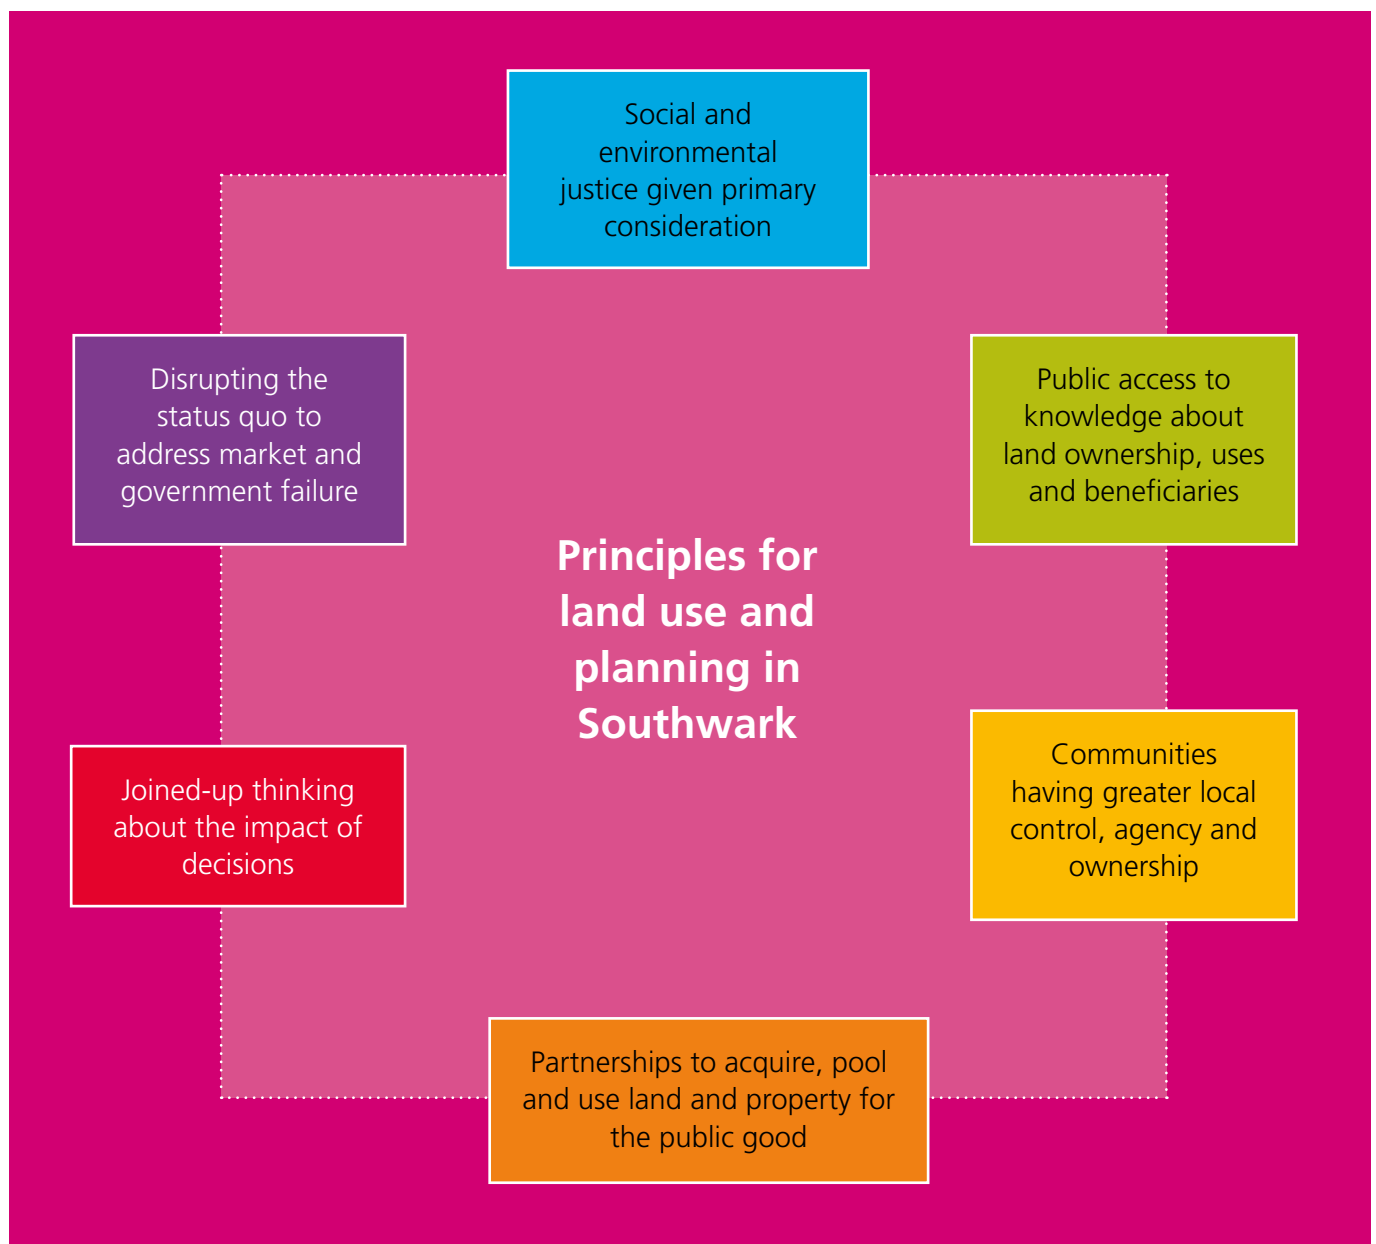 Social and
environmental
justice given primary
consideration
Disrupting the
status quo to
address market and
government failure
Public access to
knowledge about
land ownership, uses
and beneficiaries
Principles for
land use and
planning in
Southwark
Joined-up thinking
about the impact of
decisions
Communities
having greater local
control, agency and
ownership
Partnerships to acquire, pool
and use land and property for
the public good